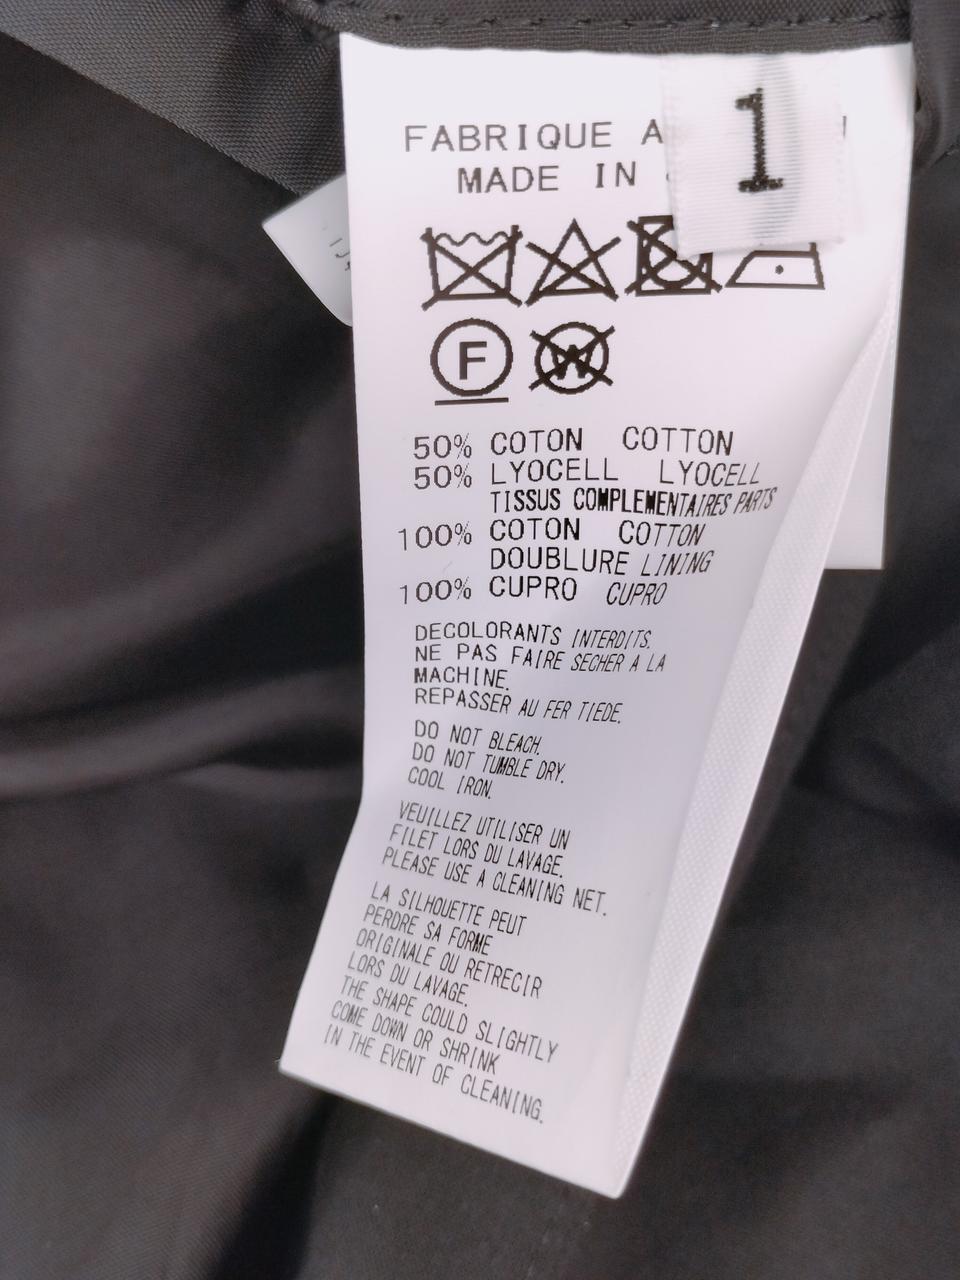 1
FABRIQUE A
MADE IN
F
W
50% COTON COTTON
50% LYOCELL LYOCELL
TISSUS COMPLEMENTAIRES PARTS
100% COTON COTTON
DOUBLURE LINING
100% CUPRO CUPRO
DECOLORANTS INTERDITS.
NE PAS FAIRE SECHER A LA
MACHINE.
REPASSER AU FER TIEDE.
DO NOT BLEACH.
DO NOT TUMBLE DRY.
COOL IRON.
VEUILLEZ UTILISER UN
FILET LORS DU LAVAGE.
PLEASE USE A CLEANING NET.
LA SILHOUETTE PEUT
PERDRE SA FORME
ORIGINALE OU RETRECIR
LORS DU LAVAGE.
THE SHAPE COULD SLIGHTLY
COME DOWN OR SHRINK
IN THE EVENT OF CLEANING.